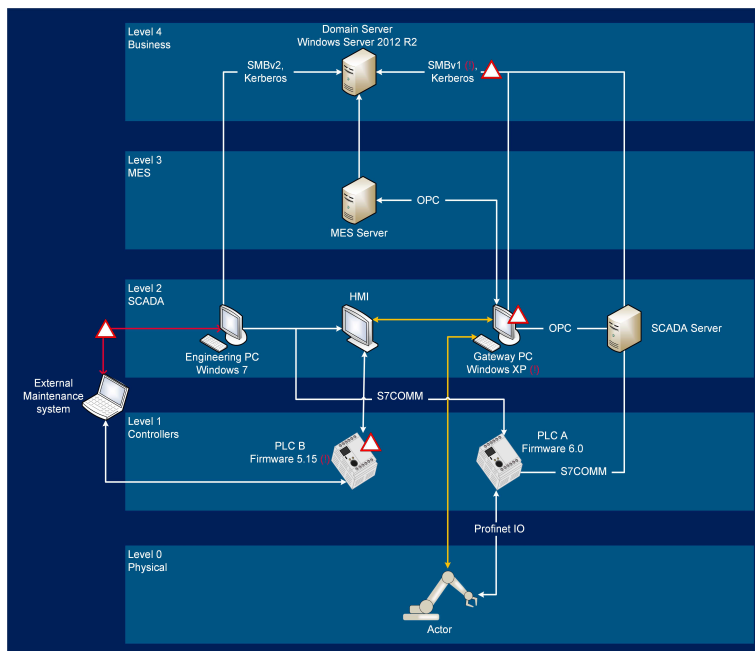 Level 4
Business
Domain Server
Windows Server 2012 R2
SMBv2,
Kerberos
SMBv1 (!),
Kerberos
Level 3
MES
OPC
MES Server
Level 2
SCADA
HMI
Engineering PC
Windows 7
OPC
SCADA Server
Gateway PC
Windows XP (!)
External
Maintenance
system
S7COMM
Level 1
Controllers
PLC B
Firmware 5.15 (!)
PLC A
Firmware 6.0
S7COMM
Profinet IO
Level 0
Physical
Actor